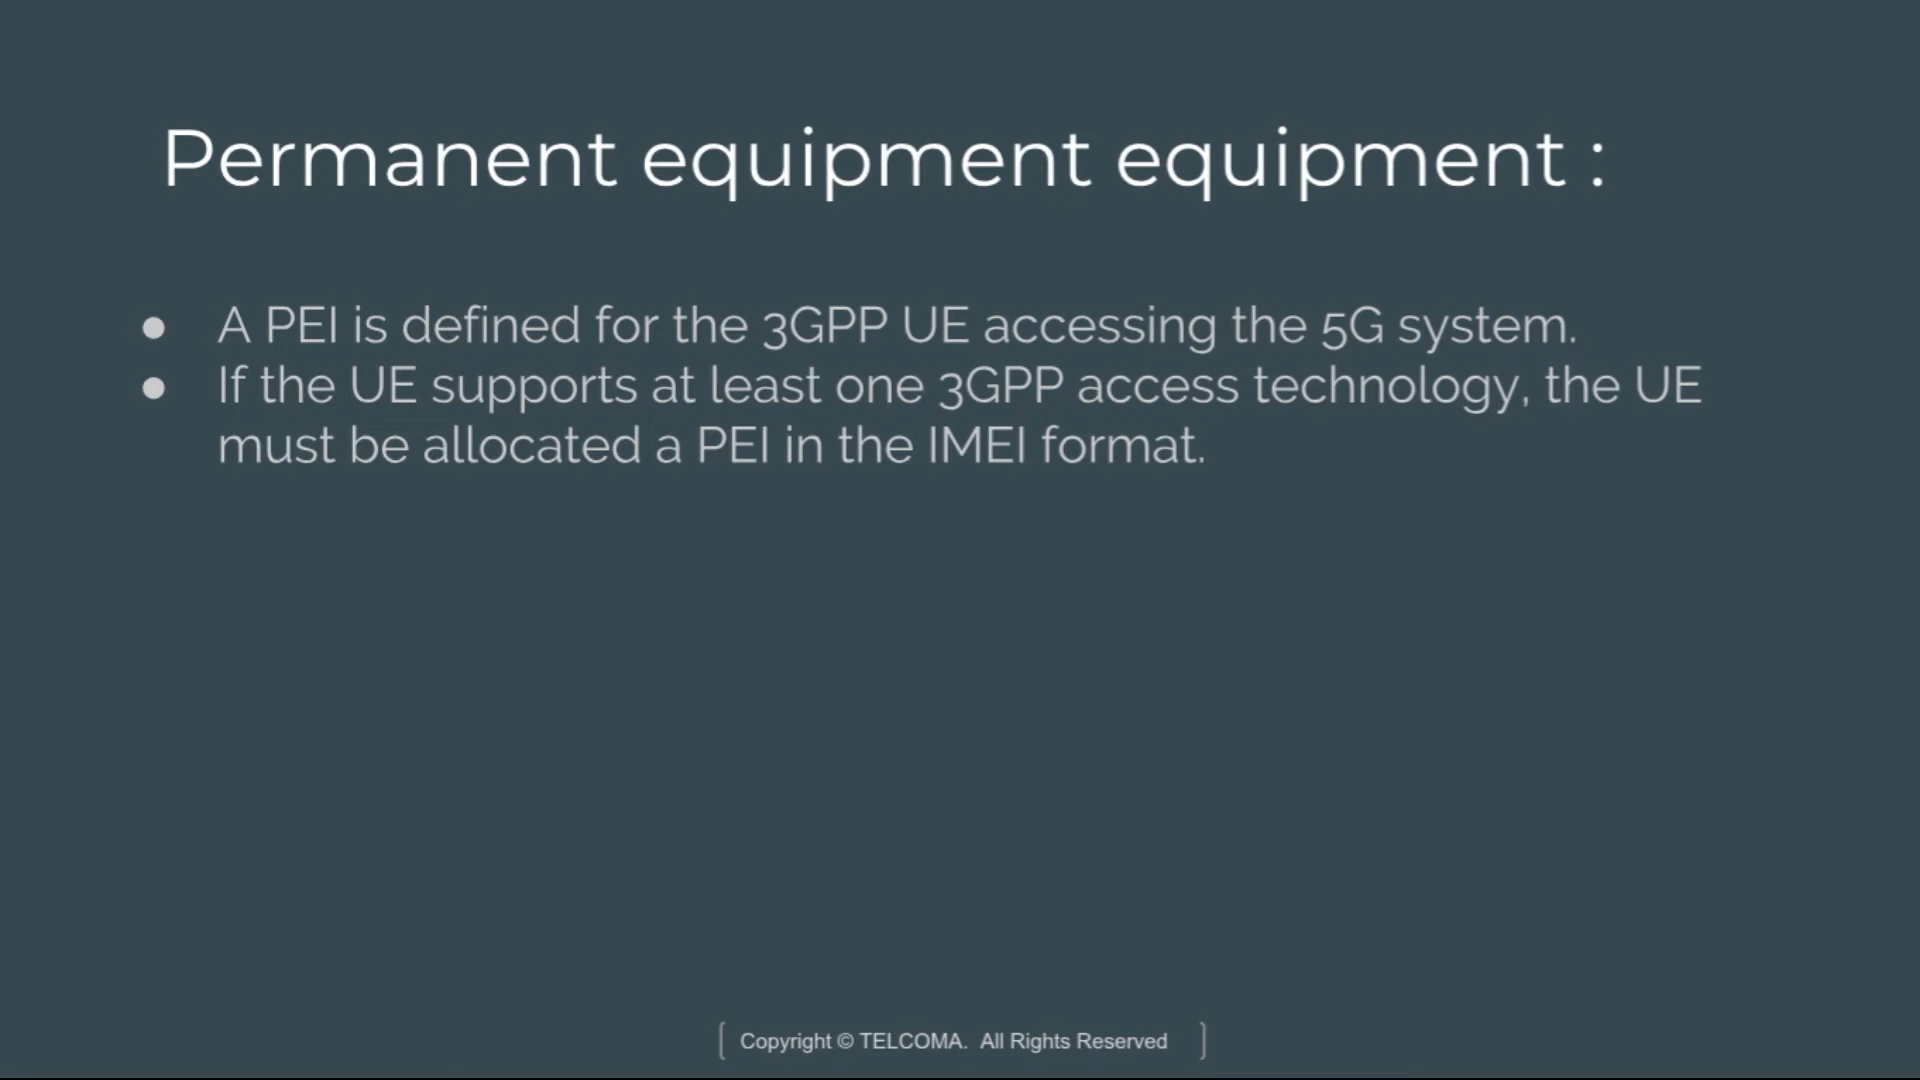 Permanent equipment equipment :
● A PEI is defined for the 3GPP UE accessing the 5G system.
● If the UE supports at least one 3GPP access technology, the UE
must be allocated a PEI in the IMEI format.
[ Copyright © TELCOMA. All Rights Reserved ]